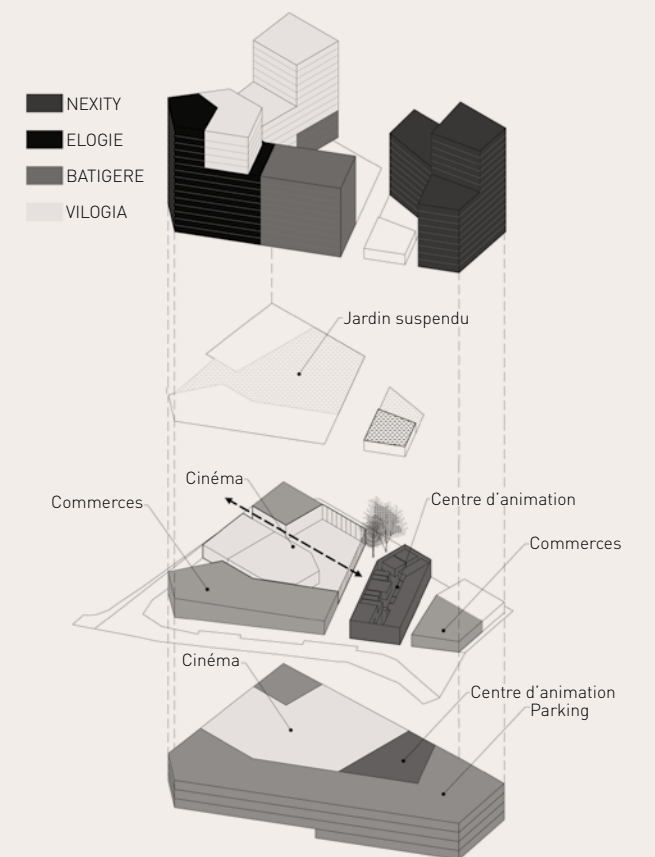 NEXITY
ELOGIE
BATIGERE
VILOGIA
Jardin suspendu
Cinéma
Commerces
Centre d'animation
Commerces
Cinéma
Centre d'animation
Parking